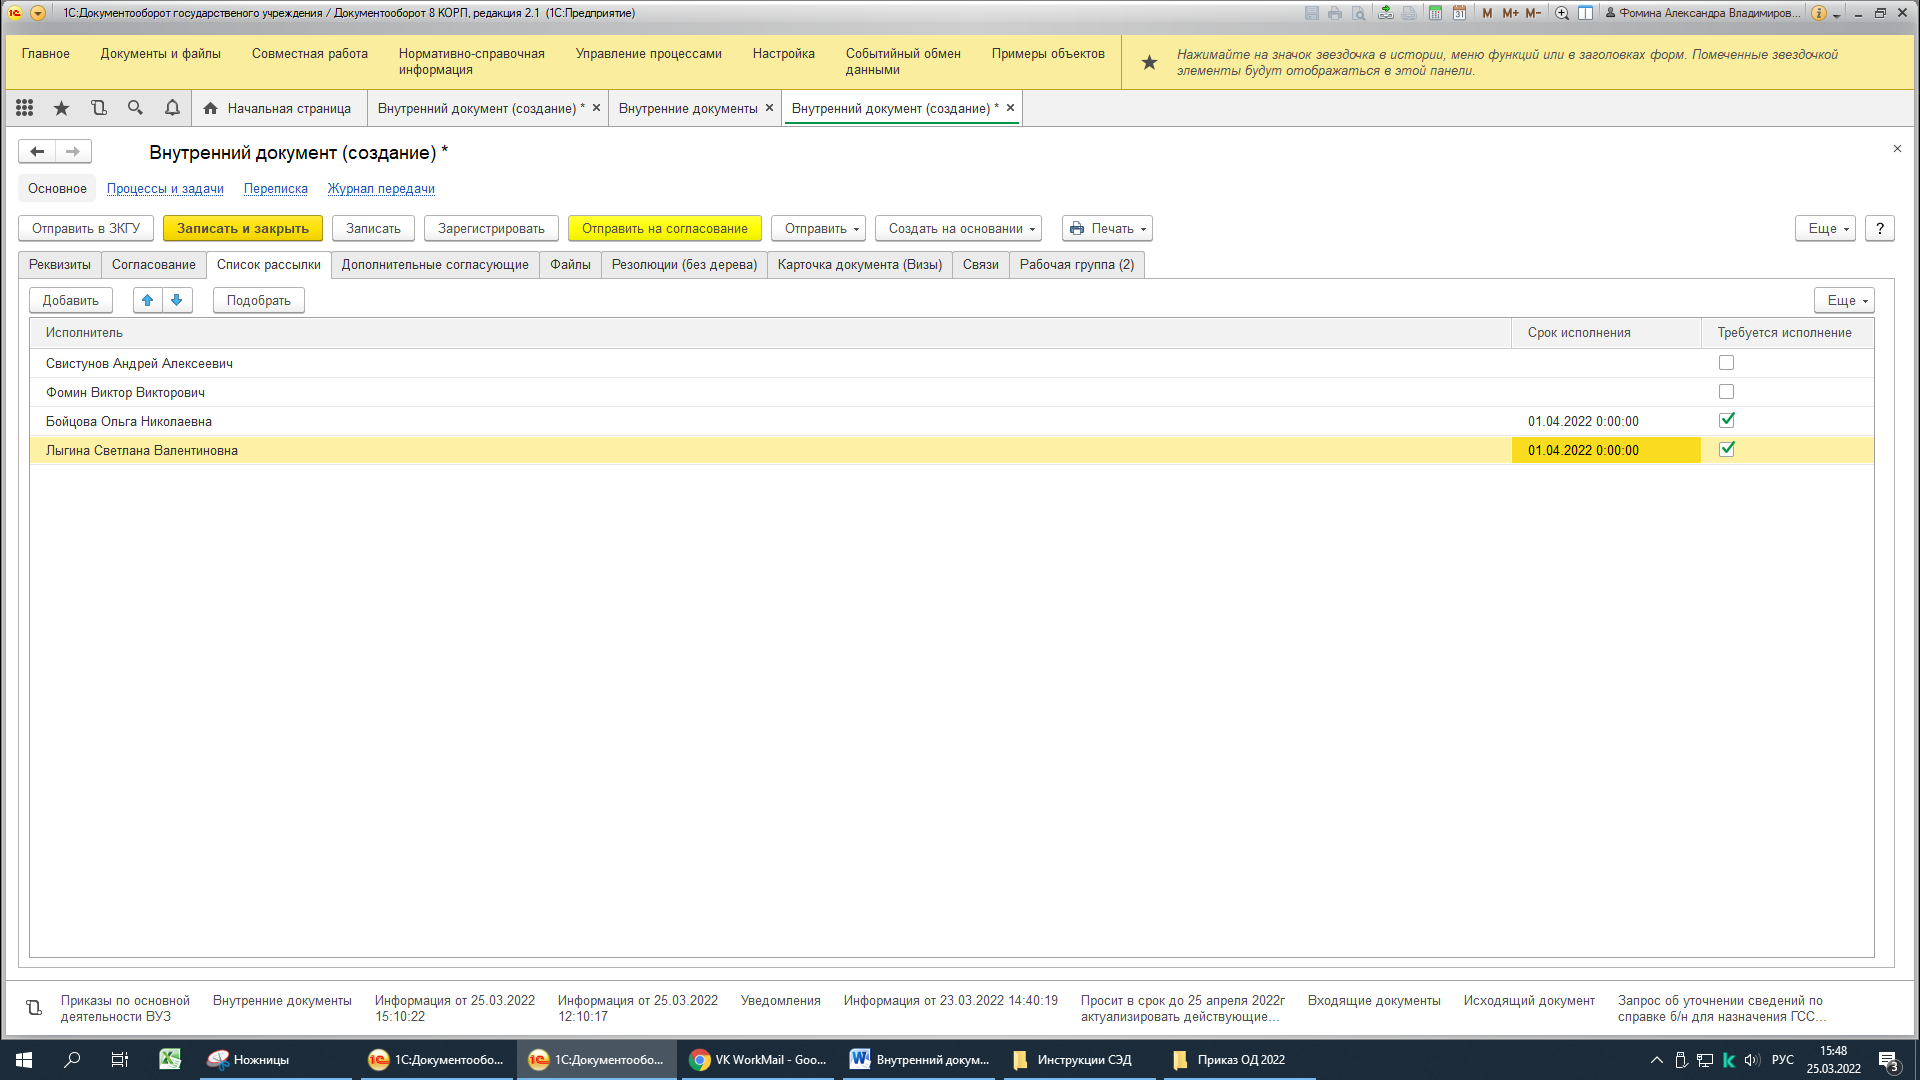 1С:Документооборот государственого учреждения / Документооборот 8 КОРП, редакция 2.1 (1С:Предприятие)
M M+ M- Фомина Александра Владимиров...
Главное
Документы и файлы
Совместная работа
Нормативно-справочная
информация
Управление процессами
Настройка
Событийный обмен
данными
Примеры объектов
Нажимайте на значок звездочка в истории, меню функций или в заголовках форм. Помеченные звездочкой
элементы будут отображаться в этой панели.
Начальная страница
Внутренний документ (создание) * ×
Внутренние документы ×
Внутренний документ (создание) * ×
Внутренний документ (создание) *
Основное Процессы и задачи Переписка Журнал передачи
Отправить в ЗКГУ Записать и закрыть Записать Зарегистрировать Отправить на согласование Отправить Создать на основании Печать Еще ?
Реквизиты Согласование Список рассылки Дополнительные согласующие Файлы Резолюции (без дерева) Карточка документа (Визы) Связи Рабочая группа (2)
Добавить Подобрать Еще
Исполнитель Срок исполнения Требуется исполнение
Свистунов Андрей Алексеевич
Фомин Виктор Викторович
Бойцова Ольга Николаевна 01.04.2022 0:00:00
Лыгина Светлана Валентиновна 01.04.2022 0:00:00
Приказы по основной
деятельности ВУЗ
Внутренние документы
Информация от 25.03.2022
15:10:22
Информация от 25.03.2022
12:10:17
Уведомления
Информация от 23.03.2022 14:40:19
Просит в срок до 25 апреля 2022г
актуализировать действующие...
Входящие документы
Исходящий документ
Запрос об уточнении сведений по
справке б/н для назначения ГСС...
Ножницы
1С:Документообо...
1С:Документообо...
VK WorkMail - Goo...
Внутренний докум...
Инструкции СЭД
Приказ ОД 2022
РУС
15:48
25.03.2022
3